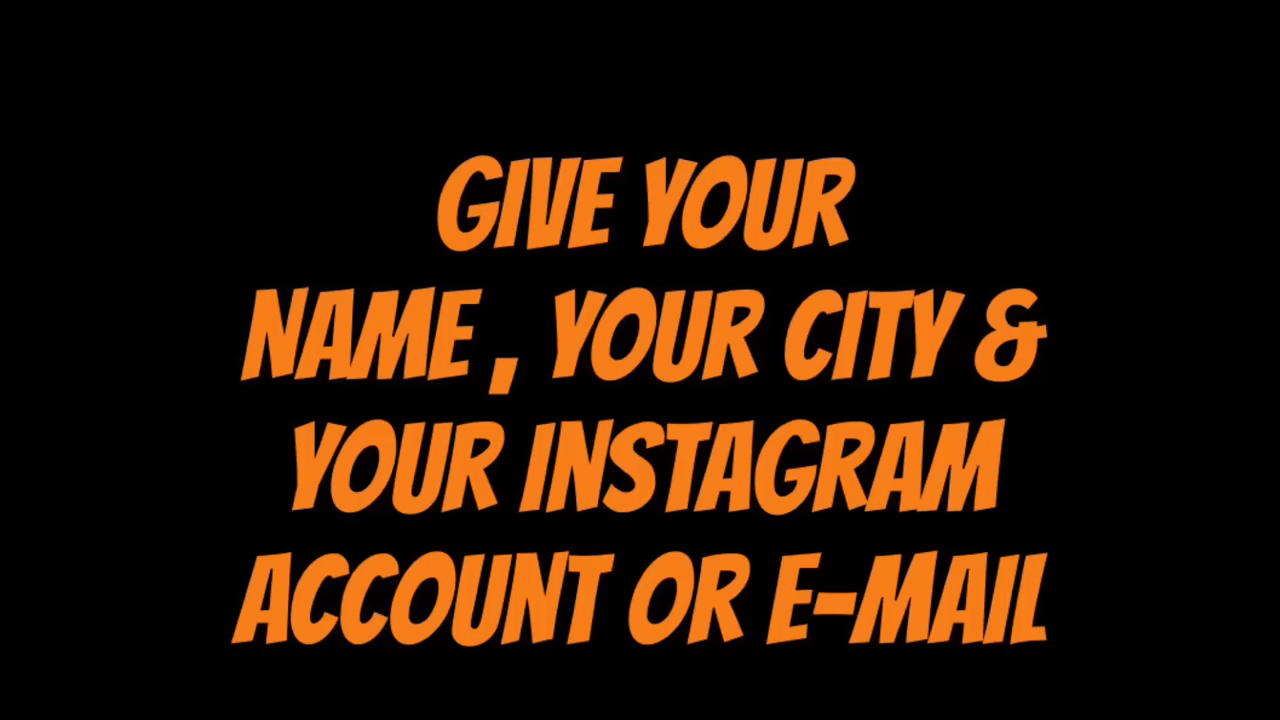 GIVE YOUR
NAME, YOUR CITY &
YOUR INSTAGRAM
ACCOUNT OR E-MAIL